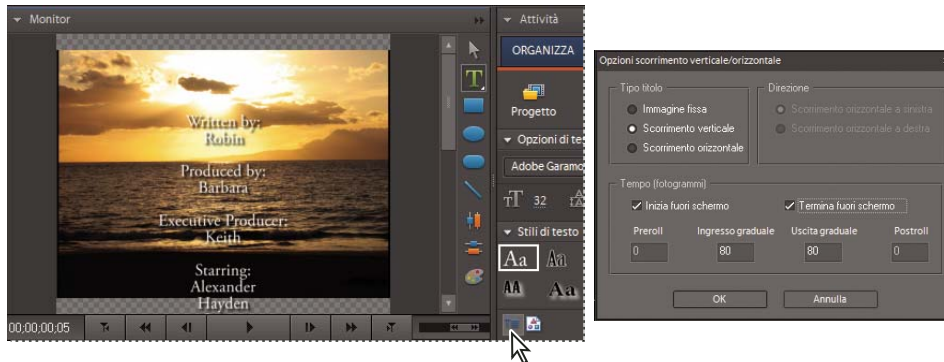 Monitor
Written by:
Robin
Produced by:
Barbara
Executive Producer:
Keith
Starring:
Alexander
Hayden
00;00;00;05
Attività
ORGANIZZA
Progetto
Opzioni di te
Adobe Garamo
32
Stili di testo
Aa Aa
AA Aa
Opzioni scorrimento verticale/orizzontale
Tipo titolo
Immagine fissa
Scorrimento verticale
Scorrimento orizzontale
Direzione
Scorrimento orizzontale a sinistra
Scorrimento orizzontale a destra
Tempo (fotogrammi)
Inizia fuori schermo
Termina fuori schermo
Preroll Ingresso graduale Uscita graduale Postroll
0 80 80 0
OK Annulla